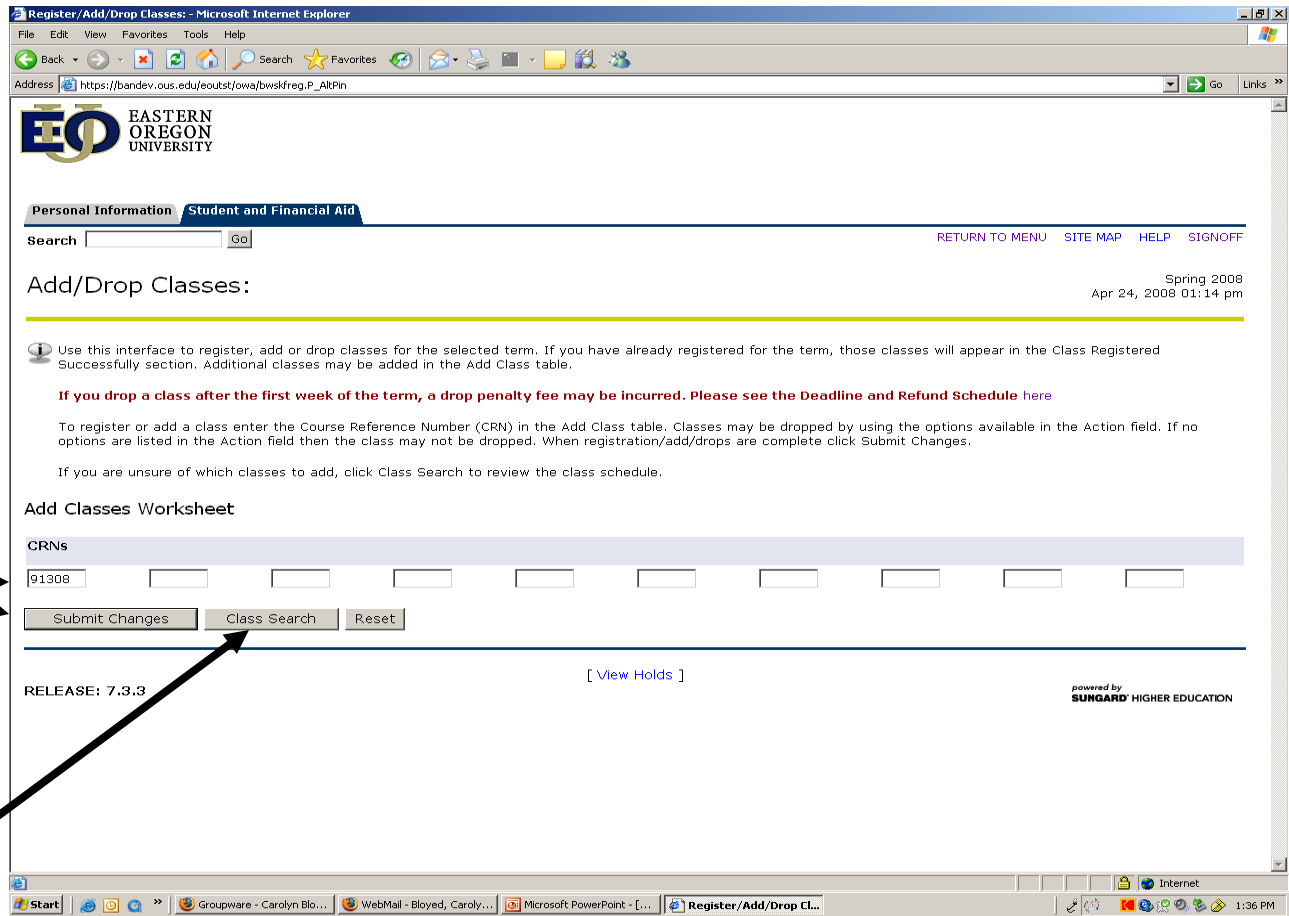 Register/Add/Drop Classes: - Microsoft Internet Explorer
File Edit View Favorites Tools Help
Back Search Favorites
Address https://bandev.ous.edu/eoutst/owa/bwskfreg.P_AltPin Go Links »
EOU EASTERN
OREGON
UNIVERSITY
Personal Information Student and Financial Aid
Search Go RETURN TO MENU SITE MAP HELP SIGNOFF
Add/Drop Classes: Spring 2008
Apr 24, 2008 01:14 pm
Use this interface to register, add or drop classes for the selected term. If you have already registered for the term, those classes will appear in the Class Registered
Successfully section. Additional classes may be added in the Add Class table.
If you drop a class after the first week of the term, a drop penalty fee may be incurred. Please see the Deadline and Refund Schedule here
To register or add a class enter the Course Reference Number (CRN) in the Add Class table. Classes may be dropped by using the options available in the Action field. If no
options are listed in the Action field then the class may not be dropped. When registration/add/drops are complete click Submit Changes.
If you are unsure of which classes to add, click Class Search to review the class schedule.
Add Classes Worksheet
CRNs
91308
Submit Changes Class Search Reset
[ View Holds ]
RELEASE: 7.3.3
powered by
SUNGARD' HIGHER EDUCATION
Internet
Start » Groupware - Carolyn Blo... WebMail - Bloyed, Caroly... Microsoft PowerPoint - [... Register/Add/Drop Cl... 1:36 PM